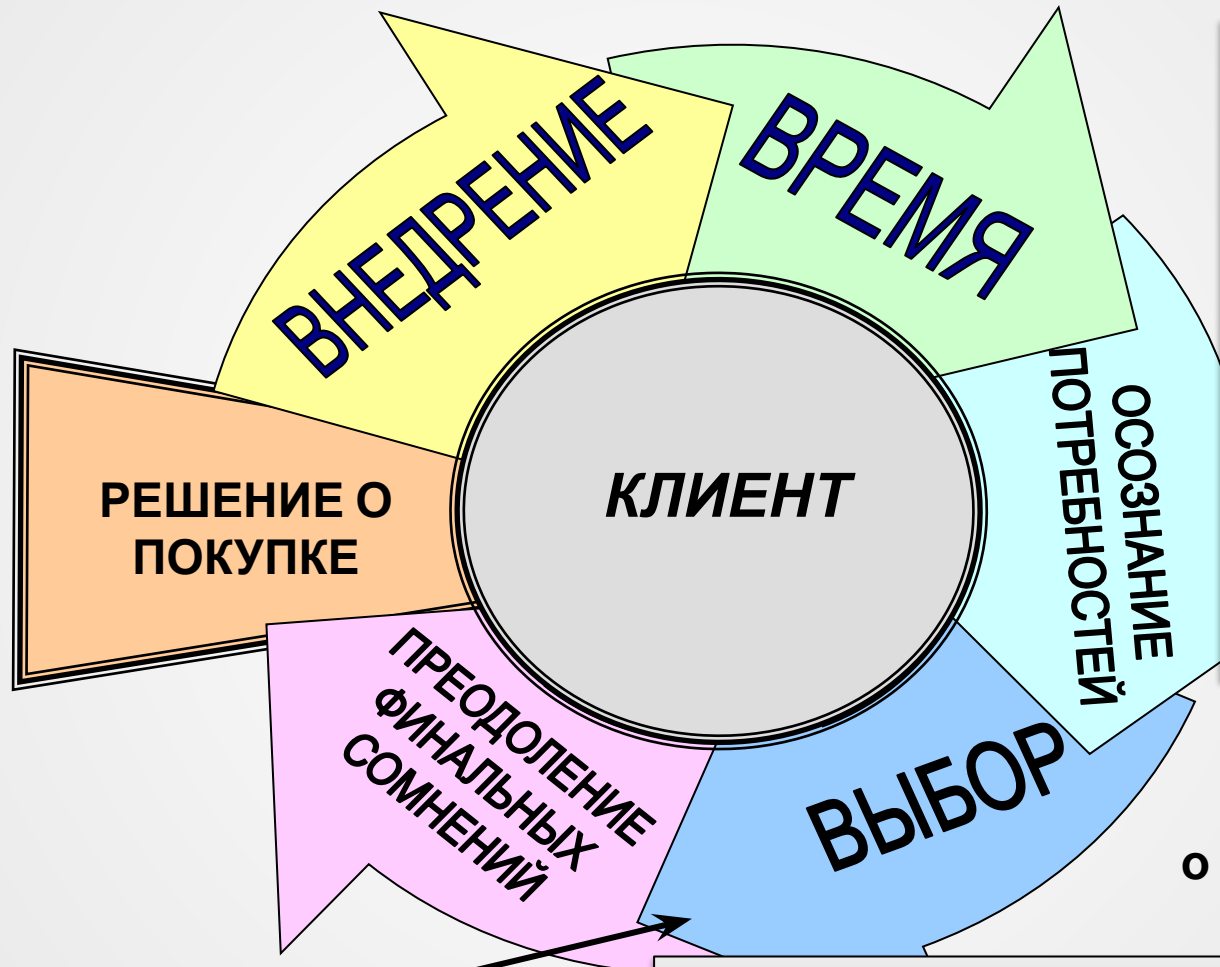 ВНЕДРЕНИЕ
ВРЕМЯ
ОСОЗНАНИЕ
ПОТРЕБНОСТЕЙ
КЛИЕНТ
РЕШЕНИЕ О
ПОКУПКЕ
ПРЕОДОЛЕНИЕ
ФИНАЛЬНЫХ
СОМНЕНИЙ
ВЫБОР
о